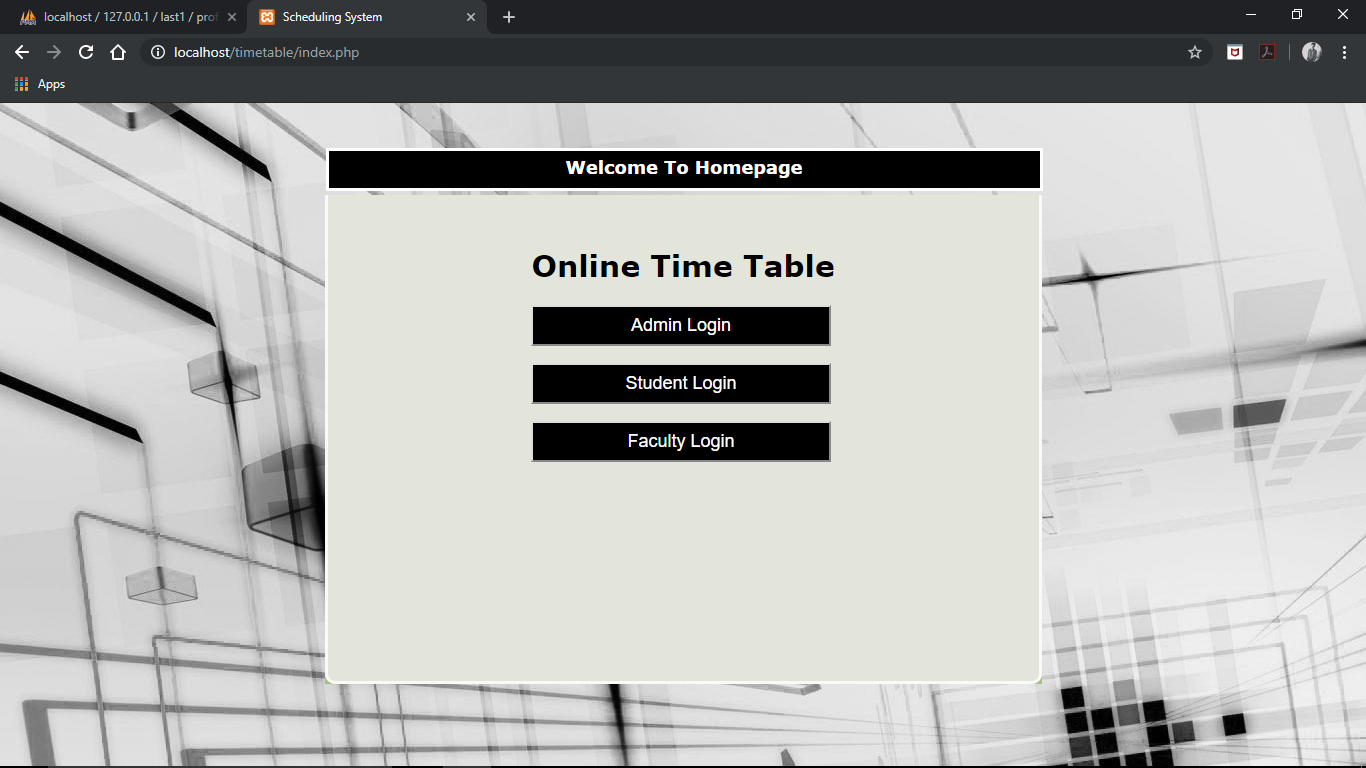 localhost / 127.0.0.1 / last1 / prof
Scheduling System
localhost/timetable/index.php
Apps
Welcome To Homepage
Online Time Table
Admin Login
Student Login
Faculty Login